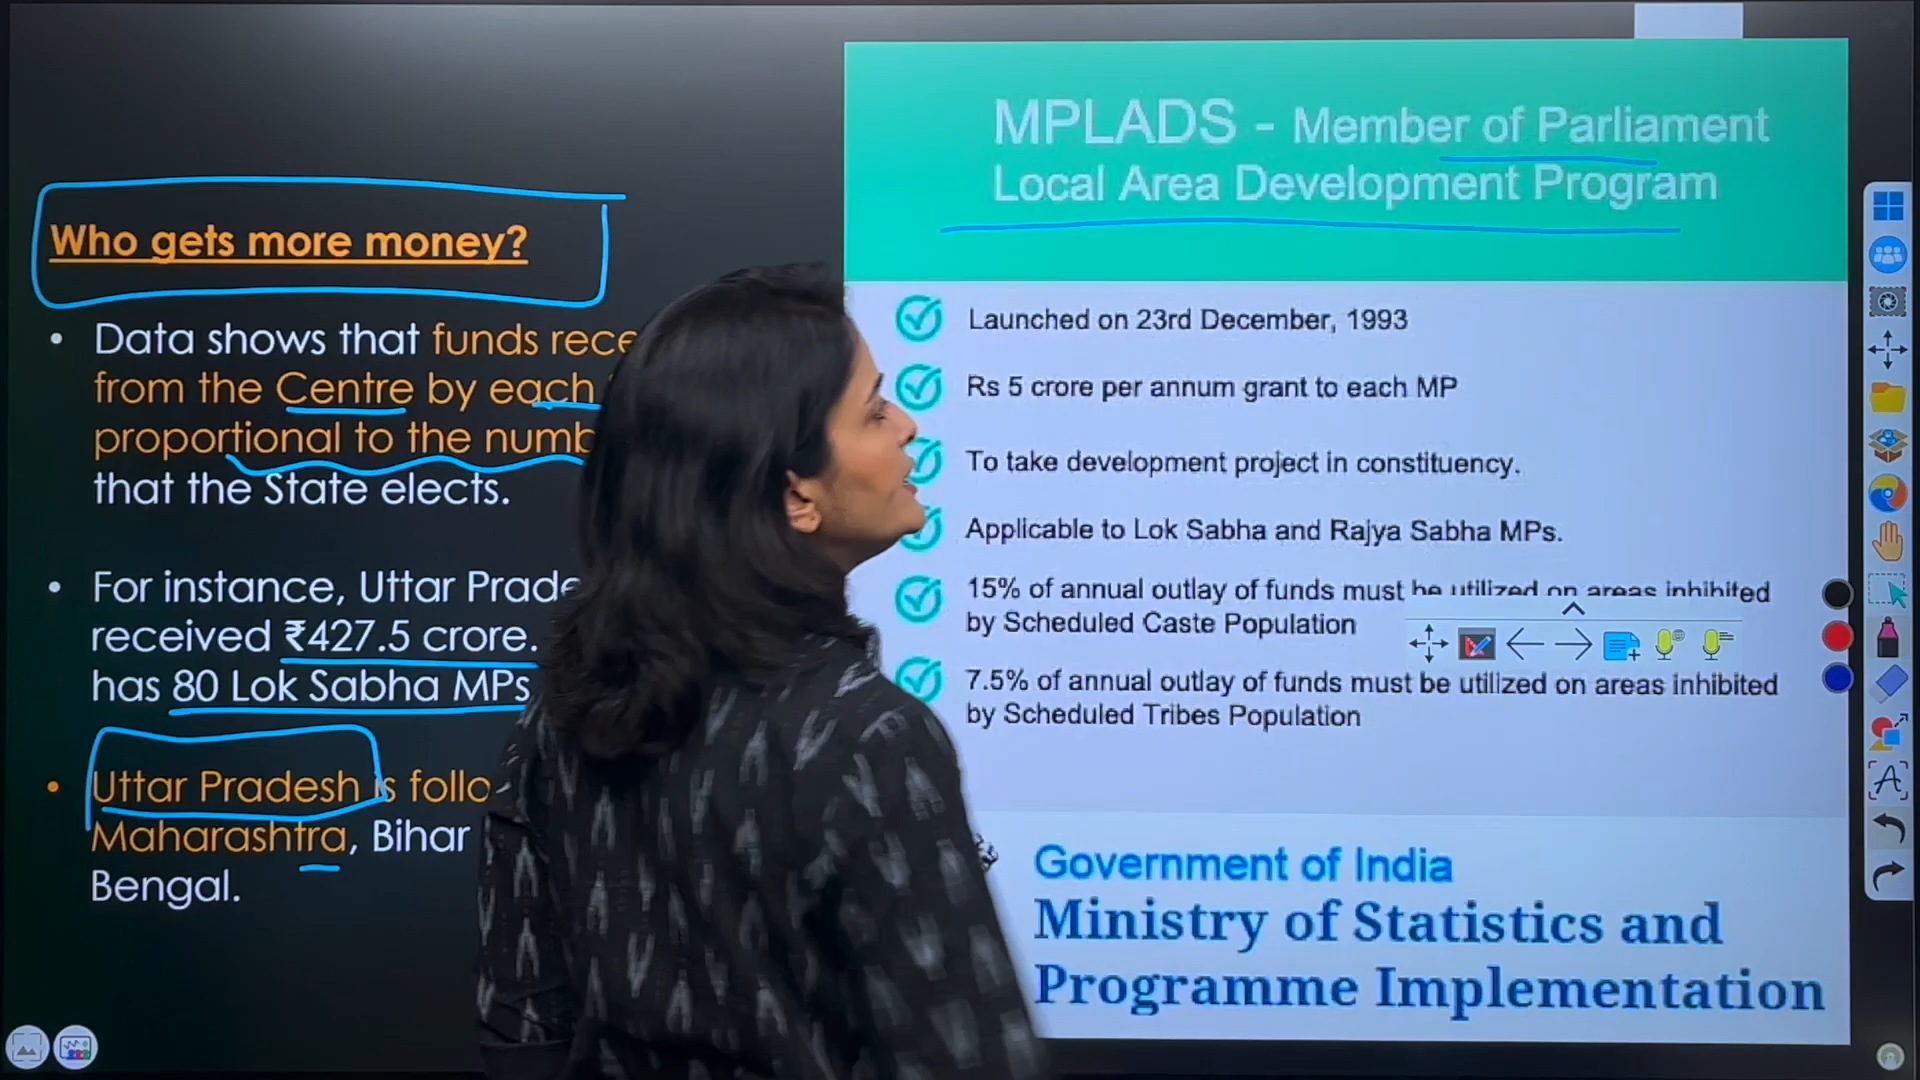 Who gets more money?
• Data shows that funds rece
from the Centre by each
proportional to the numb
that the State elects.
• For instance, Uttar Prade
received ₹427.5 crore.
has 80 Lok Sabha MPs
• Uttar Pradesh is follo
Maharashtra, Bihar
Bengal.
MPLADS - Member of Parliament
Local Area Development Program
Launched on 23rd December, 1993
Rs 5 crore per annum grant to each MP
To take development project in constituency.
Applicable to Lok Sabha and Rajya Sabha MPs.
15% of annual outlay of funds must be utilized on areas inhibited
by Scheduled Caste Population
7.5% of annual outlay of funds must be utilized on areas inhibited
by Scheduled Tribes Population
Government of India
Ministry of Statistics and
Programme Implementation